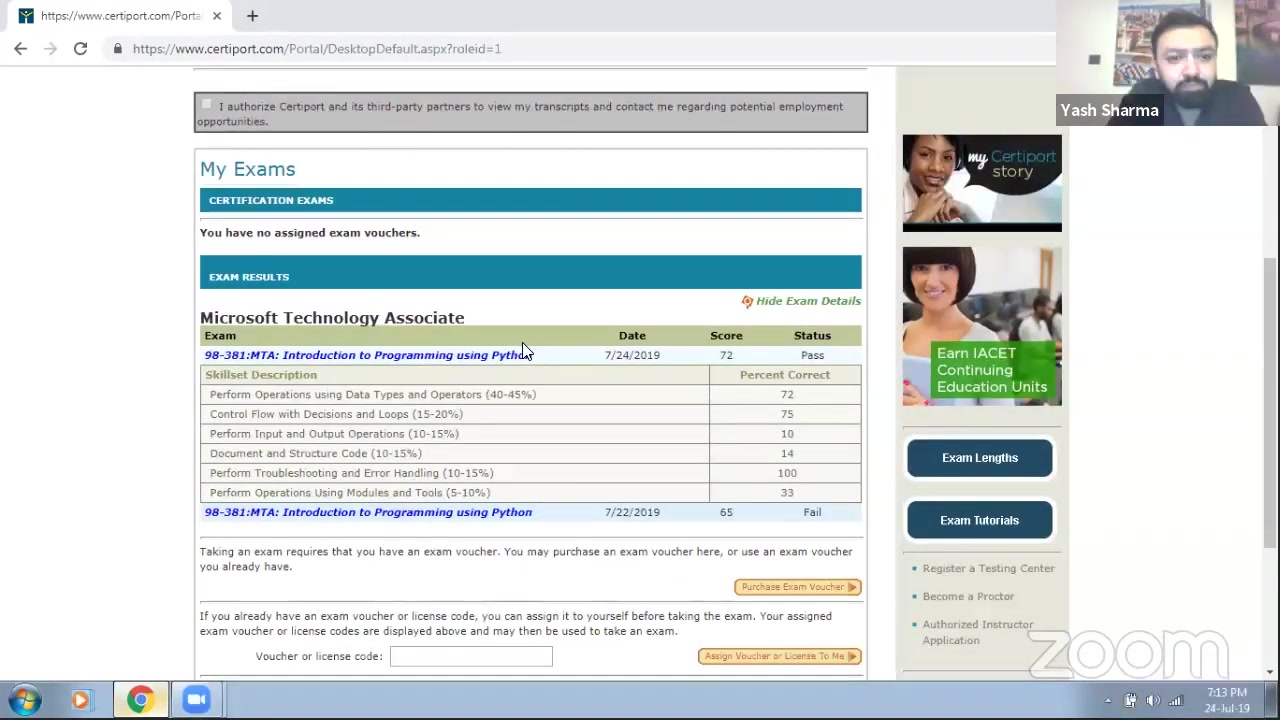 https://www.certiport.com/Porta
https://www.certiport.com/Portal/DesktopDefault.aspx?roleid=1
Yash Sharma
I authorize Certiport and its third-party partners to view my transcripts and contact me regarding potential employment
opportunities.
My Exams
CERTIFICATION EXAMS
You have no assigned exam vouchers.
EXAM RESULTS
Hide Exam Details
Microsoft Technology Associate
Exam Date Score Status
98-381:MTA: Introduction to Programming using Python 7/24/2019 72 Pass
Skillset Description Percent Correct
Perform Operations using Data Types and Operators (40-45%) 72
Control Flow with Decisions and Loops (15-20%) 75
Perform Input and Output Operations (10-15%) 10
Document and Structure Code (10-15%) 14
Perform Troubleshooting and Error Handling (10-15%) 100
Perform Operations Using Modules and Tools (5-10%) 33
98-381:MTA: Introduction to Programming using Python 7/22/2019 65 Fail
Taking an exam requires that you have an exam voucher. You may purchase an exam voucher here, or use an exam voucher
you already have.
Purchase Exam Voucher
If you already have an exam voucher or license code, you can assign it to yourself before taking the exam. Your assigned
exam voucher or license codes are displayed above and may then be used to take an exam.
Voucher or license code:
Assign Voucher or License To Me
my Certiport
story
Earn IACET
Continuing
Education Units
Exam Lengths
Exam Tutorials
Register a Testing Center
Become a Proctor
Authorized Instructor
Application
zoom
7:13 PM
24-Jul-19